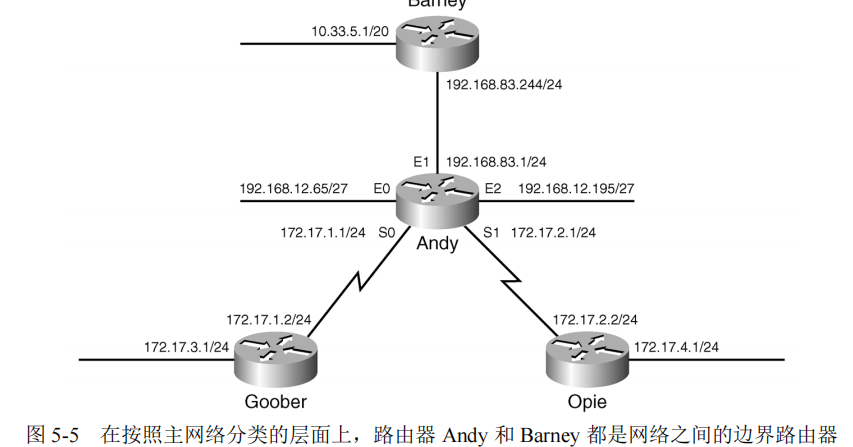 Barney
10.33.5.1/20
192.168.83.244/24
E1 192.168.83.1/24
192.168.12.65/27 E0 E2 192.168.12.195/27
172.17.1.1/24 S0 Andy S1 172.17.2.1/24
172.17.1.2/24 172.17.2.2/24
172.17.3.1/24 172.17.4.1/24
Goober Opie
图 5-5 在按照主网络分类的层面上，路由器 Andy 和 Barney 都是网络之间的边界路由器